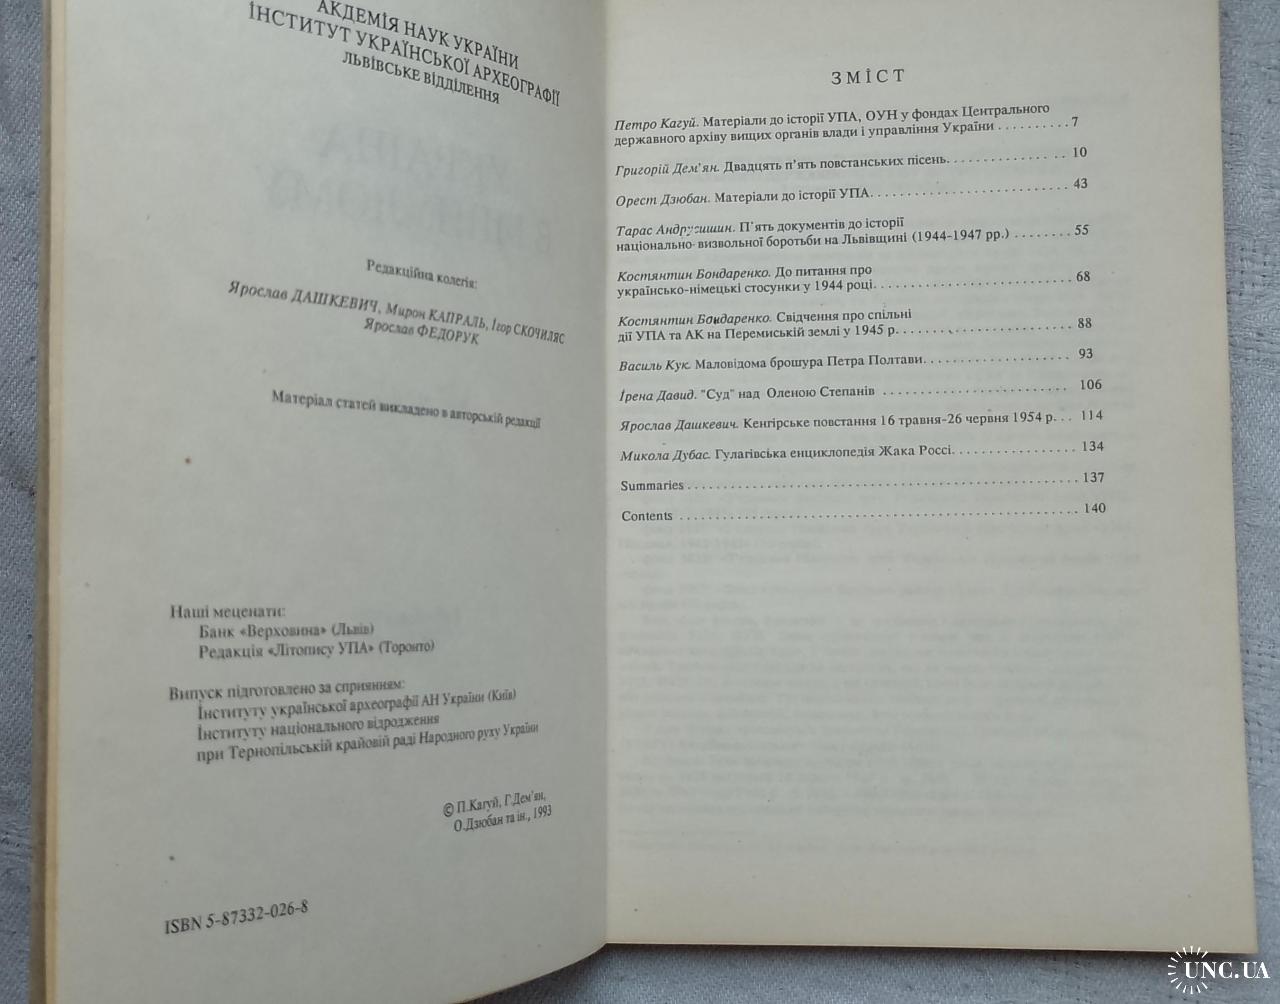 АКДЕМІЯ НАУК УКРАЇНИ
ІНСТИТУТ УКРАЇНСЬКОЇ АРХЕОГРАФІЇ
ЛЬВІВСЬКЕ ВІДДІЛЕННЯ
Редакційна колегія:
Ярослав ДАШКЕВИЧ, Мирон КАПРАЛЬ, Ігор СКОЧИЛЯС
Ярослав ФЕДОРУК
Матеріал статей викладено в авторській редакції
Наші меценати:
Банк «Верховина» (Львів)
Редакція «Літопису УПА» (Торонто)
Випуск підготовлено за сприянням:
Інституту української археографії АН України (Київ)
Інституту національного відродження
при Тернопільській крайовій раді Народного руху України
© П.Кагуй, Г.Дем'ян,
О.Дзюбан та ін., 1993
ISBN 5-87332-026-8
ЗМІСТ
Петро Кагуй. Матеріали до історії УПА, ОУН у фондах Центрального
державного архіву вищих органів влади і управління України . . . . . . . . . . 7
Григорій Дем'ян. Двадцять п'ять повстанських пісень. . . . . . . . . . . . . . . 10
Орест Дзюбан. Матеріали до історії УПА. . . . . . . . . . . . . . . . . . . . . . . . . 43
Тарас Андрусишин. П'ять документів до історії
національно-визвольної боротьби на Львівщині (1944-1947 рр.) . . . . . . . . 55
Костянтин Бондаренко. До питання про
українсько-німецькі стосунки у 1944 році. . . . . . . . . . . . . . . . . . . . . . . . . 68
Костянтин Бондаренко. Свідчення про спільні
дії УПА та АК на Перемиській землі у 1945 р. . . . . . . . . . . . . . . . . . . . . . 88
Василь Кук. Маловідома брошура Петра Полтави. . . . . . . . . . . . . . . . . . . 93
Ірена Давид. "Суд" над Оленою Степанів . . . . . . . . . . . . . . . . . . . . . . . . 106
Ярослав Дашкевич. Кенгірське повстання 16 травня-26 червня 1954 р. . . 114
Микола Дубас. Гулагівська енциклопедія Жака Россі. . . . . . . . . . . . . . . . 134
Summaries . . . . . . . . . . . . . . . . . . . . . . . . . . . . . . . . . . . . . . . . . . . . . . . 137
Contents . . . . . . . . . . . . . . . . . . . . . . . . . . . . . . . . . . . . . . . . . . . . . . . . 140
UNC.UA